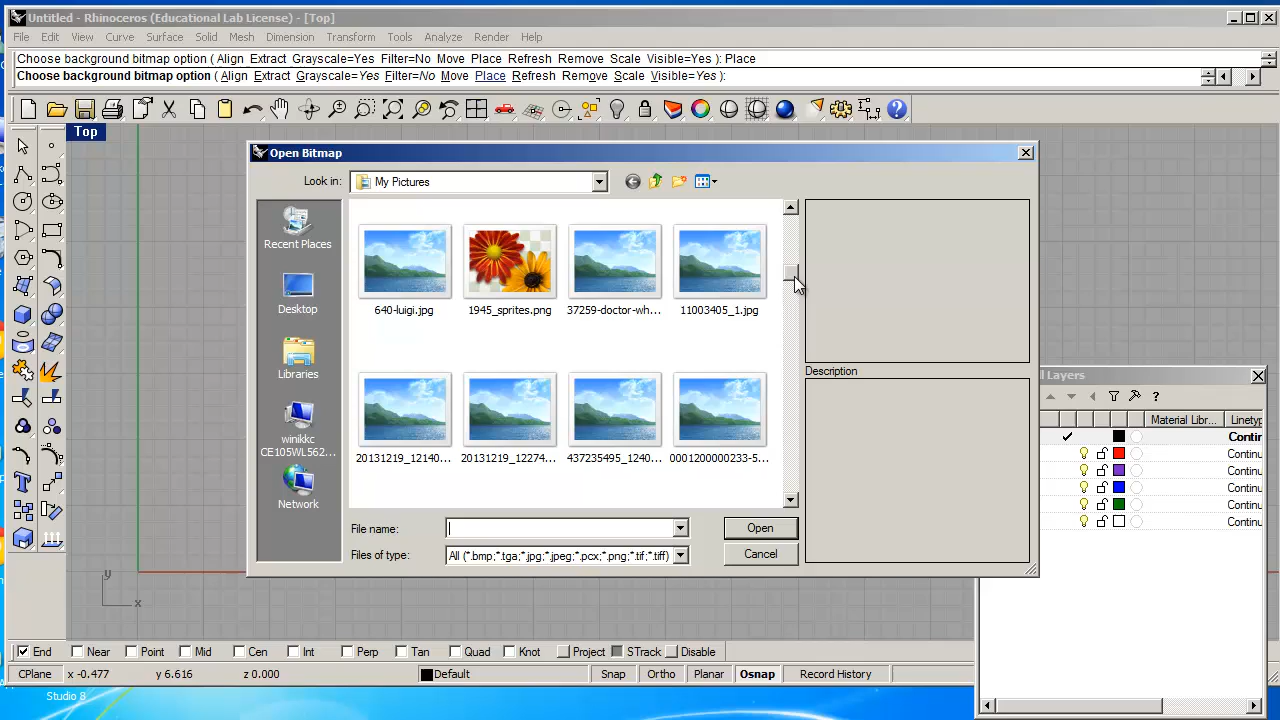 Untitled - Rhinoceros (Educational Lab License) - [Top]
File Edit View Curve Surface Solid Mesh Dimension Transform Tools Analyze Render Help
Choose background bitmap option ( Align Extract Grayscale=Yes Filter=No Move Place Refresh Remove Scale Visible=Yes ): Place
Choose background bitmap option ( Align Extract Grayscale=Yes Filter=No Move Place Refresh Remove Scale Visible=Yes ):
Top
Open Bitmap
Look in: My Pictures
Recent Places
Desktop
Libraries
winikkc
CE105WL562...
Network
640-luigi.jpg 1945_sprites.png 37259-doctor-wh... 11003405_1.jpg
20131219_12140... 20131219_12274... 437235495_1240... 0001200000233-5...
File name: Open
Files of type: All (*.bmp;*.tga;*.jpg;*.jpeg;*.pcx;*.png;*.tif;*.tiff) Cancel
Description
Layers
Material Libr... Linetyp
Contir
Continu
Continu
Continu
Continu
Continu
y
x
End Near Point Mid Cen Int Perp Tan Quad Knot Project STrack Disable
CPlane x -0.477 y 6.616 z 0.000 Default Snap Ortho Planar Osnap Record History
Studio 8